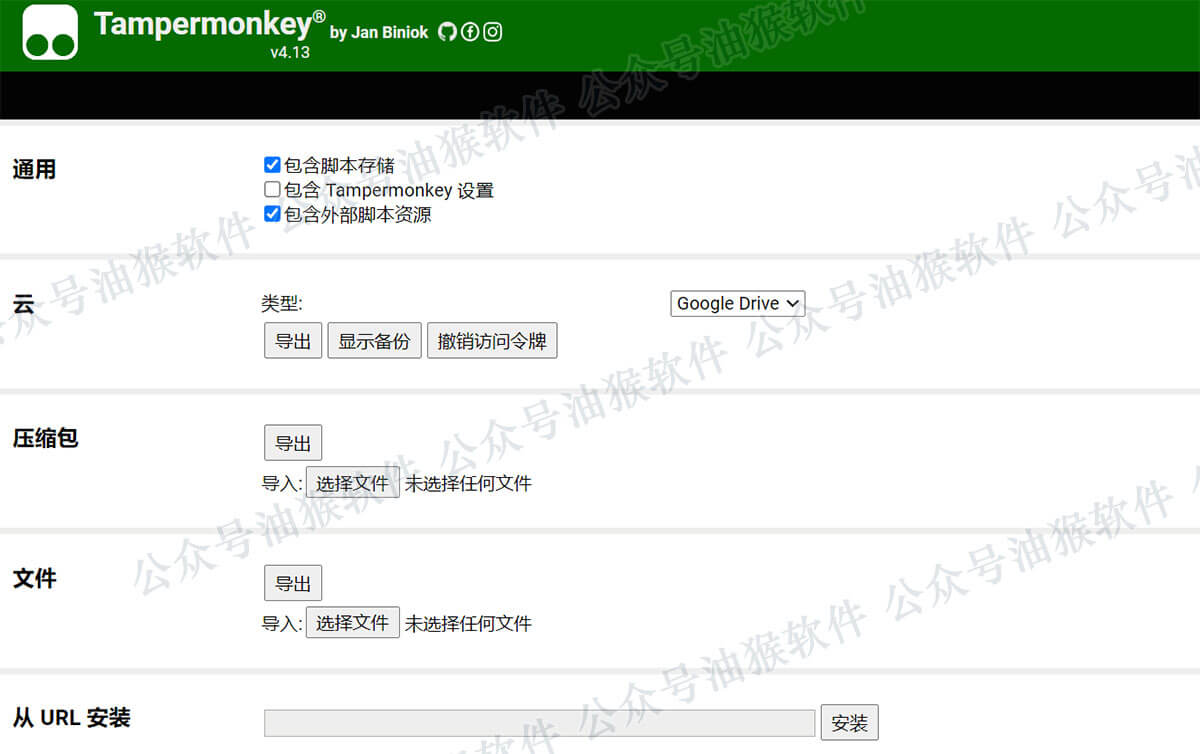 Tampermonkey® by Jan Biniok
v4.13
通用
包含脚本存储
包含 Tampermonkey 设置
包含外部脚本资源
云
类型:
Google Drive
导出 显示备份 撤销访问令牌
压缩包
导出
导入: 选择文件 未选择任何文件
文件
导出
导入: 选择文件 未选择任何文件
从 URL 安装
安装
公众号油猴软件
公众号油猴软件
公众号油猴软件
公众号油猴软件
公众号油猴软件
公众号油猴软件
公众号油猴软件
公众号油猴软件